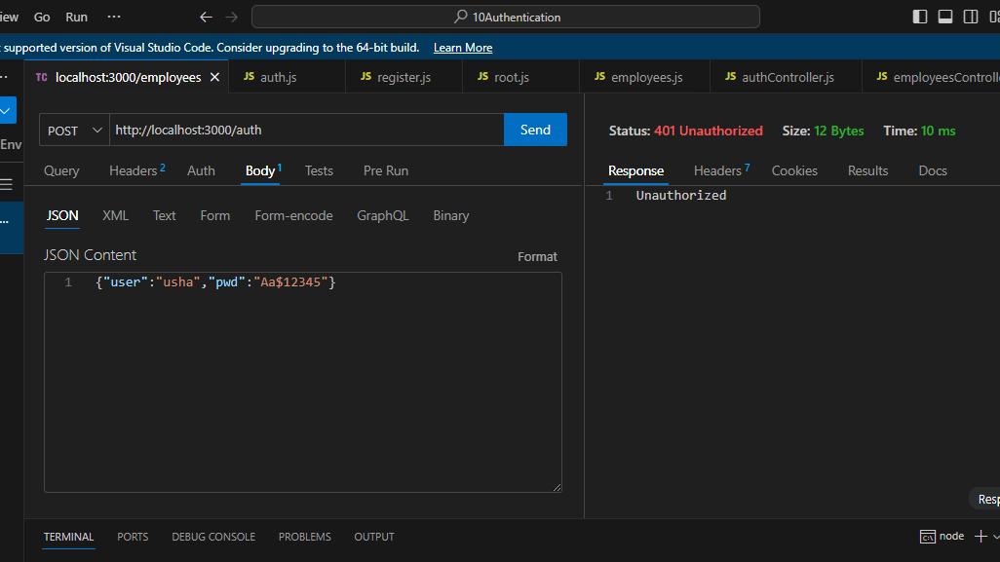 iew Go Run ··· 10Authentication
supported version of Visual Studio Code. Consider upgrading to the 64-bit build. Learn More
TC localhost:3000/employees JS auth.js JS register.js JS root.js JS employees.js JS authController.js JS employeesControlle
POST http://localhost:3000/auth Send
Status: 401 Unauthorized Size: 12 Bytes Time: 10 ms
Env
Query Headers 2 Auth Body 1 Tests Pre Run
Response Headers 7 Cookies Results Docs
1 Unauthorized
JSON XML Text Form Form-encode GraphQL Binary
JSON Content Format
1 {"user":"usha","pwd":"Aa$12345"}
Resp
TERMINAL PORTS DEBUG CONSOLE PROBLEMS OUTPUT node